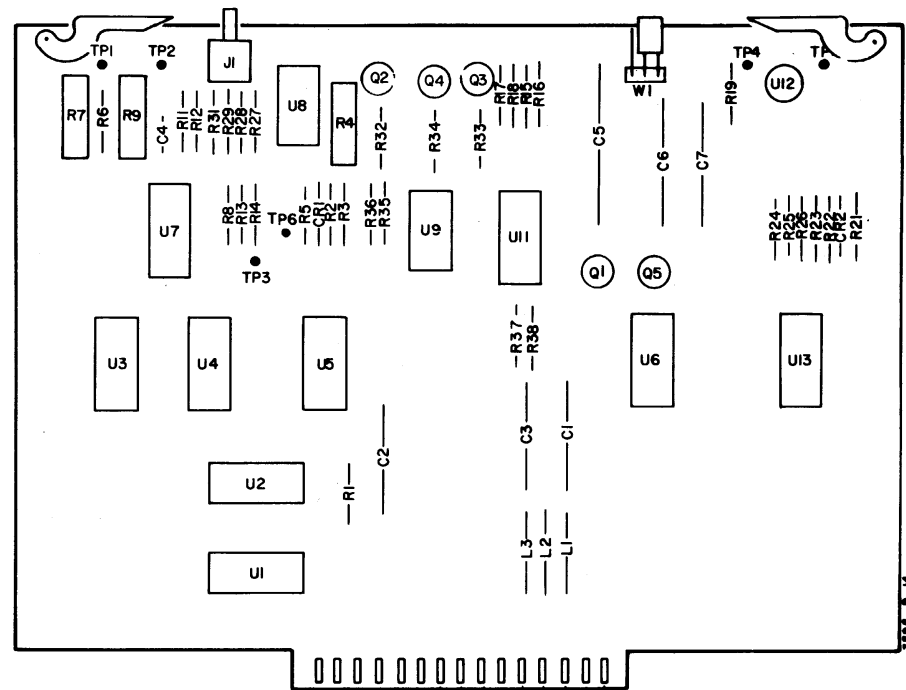 TP1
TP2
J1
Q2
Q4
Q3
W1
TP4
U12
R7
R6
R9
C4
R11
R12
R31
R29
R28
R27
U8
R4
R32
R34
R33
R17
R18
R15
R16
C5
C6
C7
R19
U7
R8
R13
R14
TP6
TP3
R5
CR1
R2
R3
R36
R35
U9
U11
Q1
Q5
R24
R25
R26
R23
R22
CR2
R21
U3
U4
U5
R37
R38
U6
U13
C2
C3
C1
U2
R1
L3
L2
L1
U1